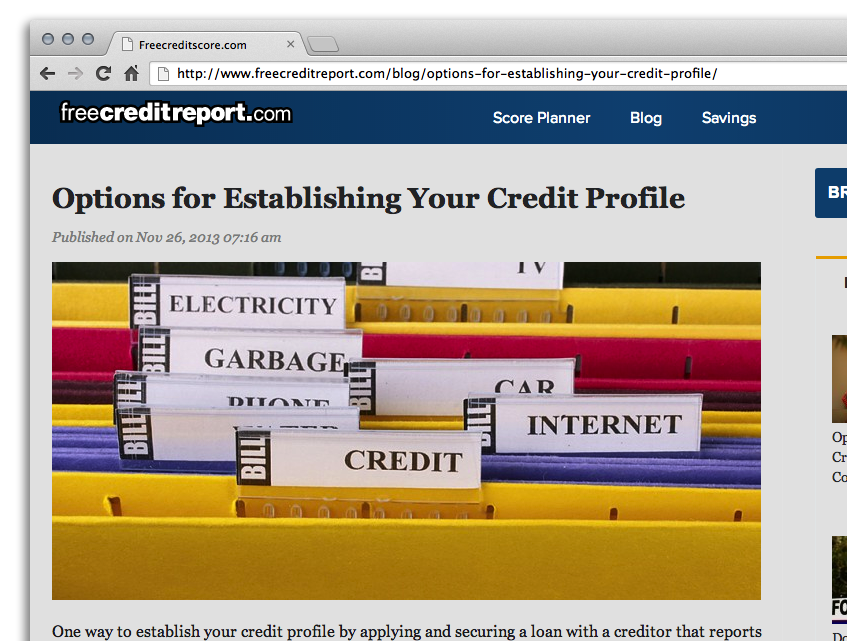 Freecreditscore.com
http://www.freecreditreport.com/blog/options-for-establishing-your-credit-profile/
freecreditreport.com
Score Planner Blog Savings
Options for Establishing Your Credit Profile
BR
Published on Nov 26, 2013 07:16 am
TV
BILL ELECTRICITY
BILL GARBAGE
BILL CAR
BILL PHONE
BILL INTERNET
BILL WATER
BILL CREDIT
Op
Cr
Co
FO
Do
One way to establish your credit profile by applying and securing a loan with a creditor that reports